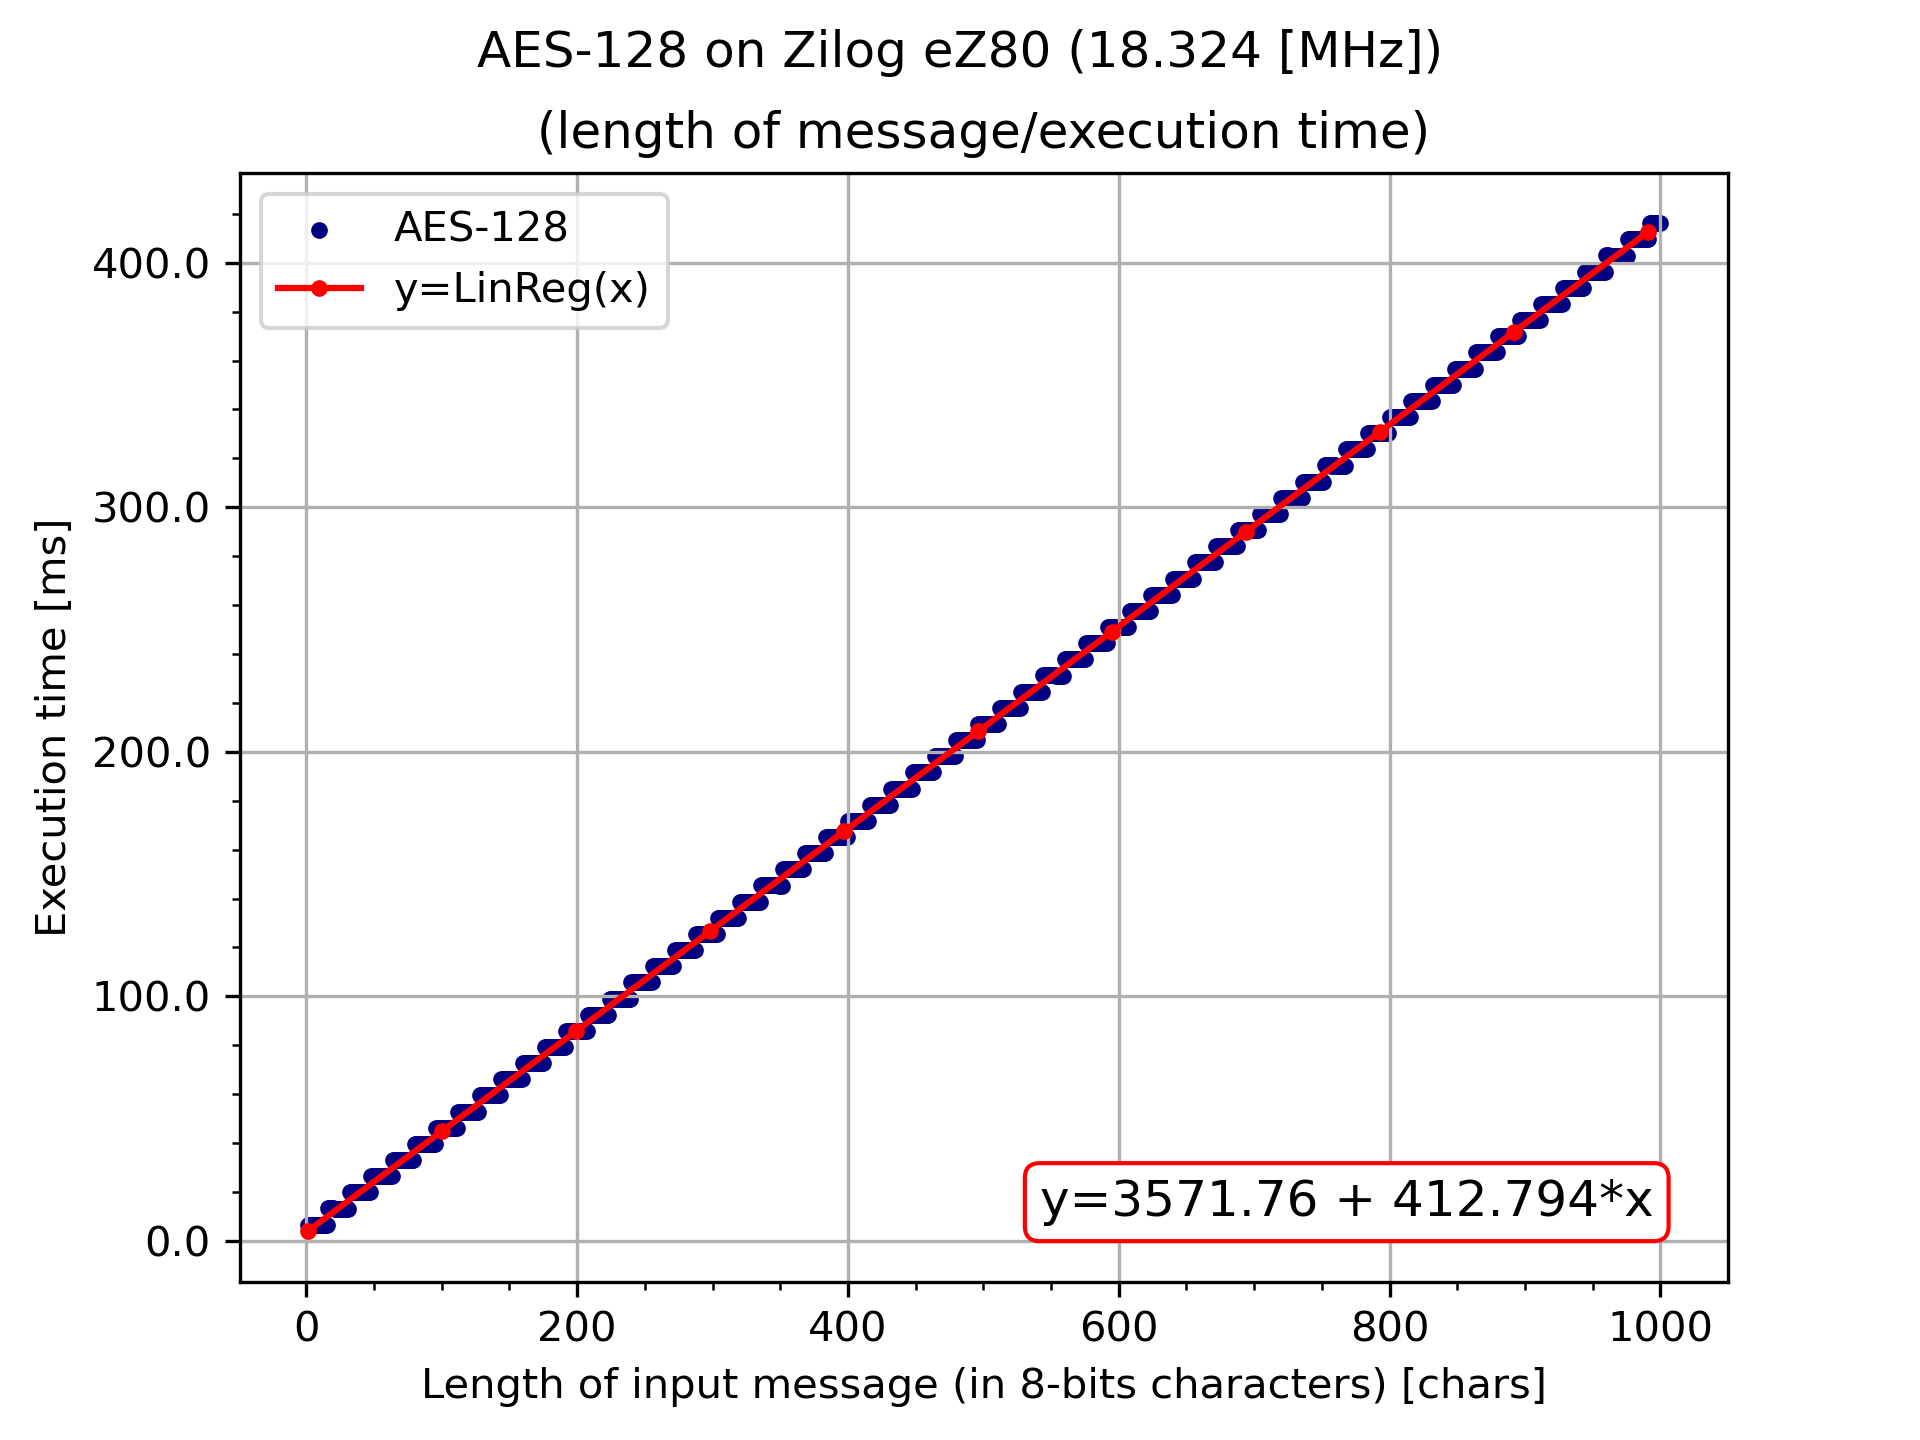 AES-128 on Zilog eZ80 (18.324 [MHz])
(length of message/execution time)
AES-128
y=LinReg(x)
400.0
300.0
200.0
100.0
0.0
Execution time [ms]
y=3571.76 + 412.794*x
0 200 400 600 800 1000
Length of input message (in 8-bits characters) [chars]